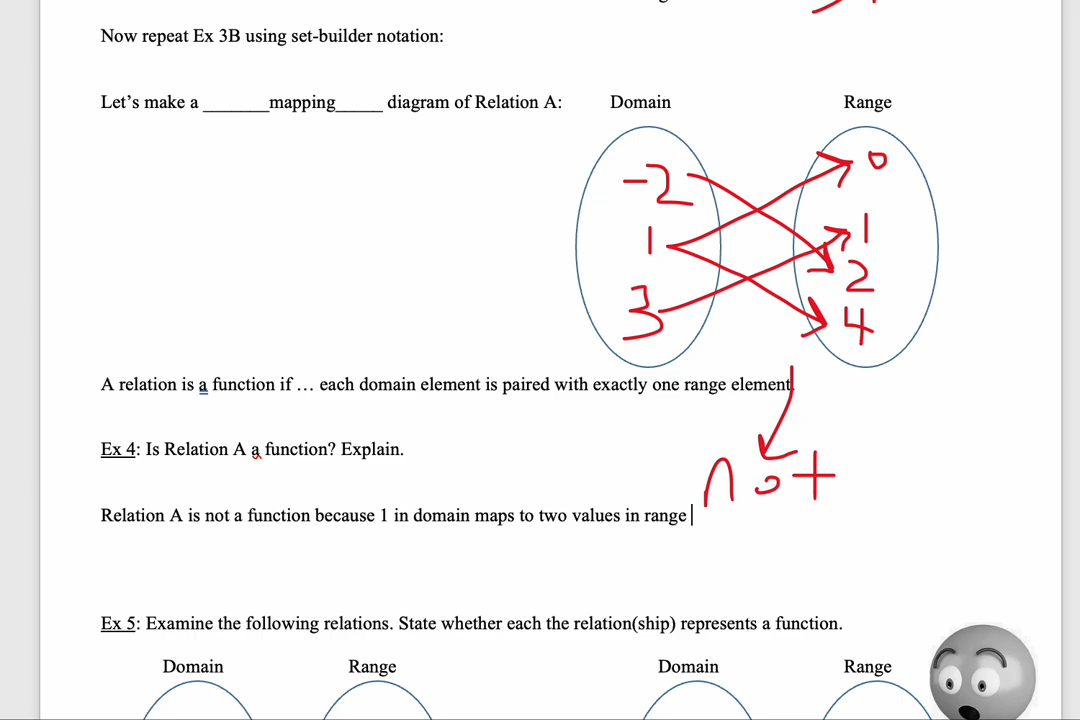 Now repeat Ex 3B using set-builder notation:
Let’s make a _______mapping_____ diagram of Relation A: Domain Range
-2 0
1 1
2
3 4
A relation is a function if … each domain element is paired with exactly one range element.
Ex 4: Is Relation A a function? Explain.
not
Relation A is not a function because 1 in domain maps to two values in range
Ex 5: Examine the following relations. State whether each the relation(ship) represents a function.
Domain Range Domain Range